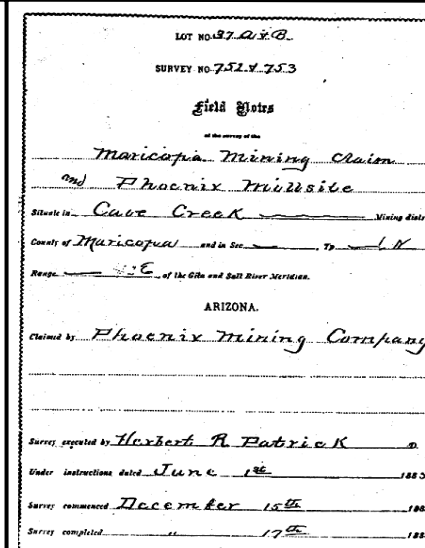 LOT NO. 37 A & B
SURVEY NO. 752 & 753
Field Notes
of the survey of the
Maricopa Mining Claim
and Phoenix Millsite
Situate in Cave Creek Mining dist
County of Maricopa and in Sec Tp N
Range E of the Gila and Salt River Meridian.
ARIZONA.
Claimed by Phoenix Mining Company
Survey executed by Herbert R Patrick
Under instructions dated June 1st 1883
Survey commenced December 15th 188
Survey completed " 17th 188